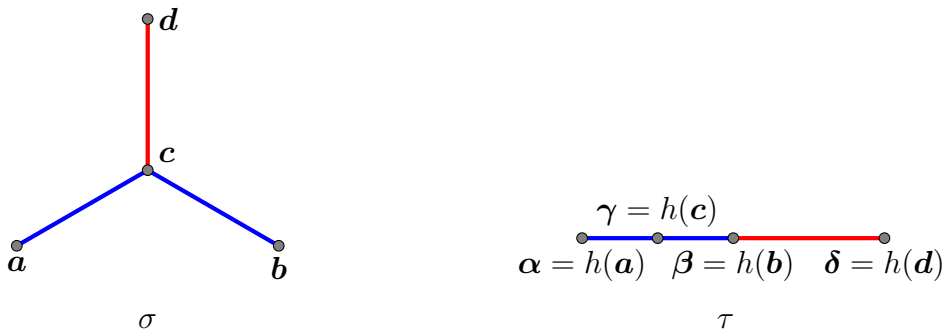 d
c
a
b
σ
γ = h(c)
α = h(a) β = h(b) δ = h(d)
τ